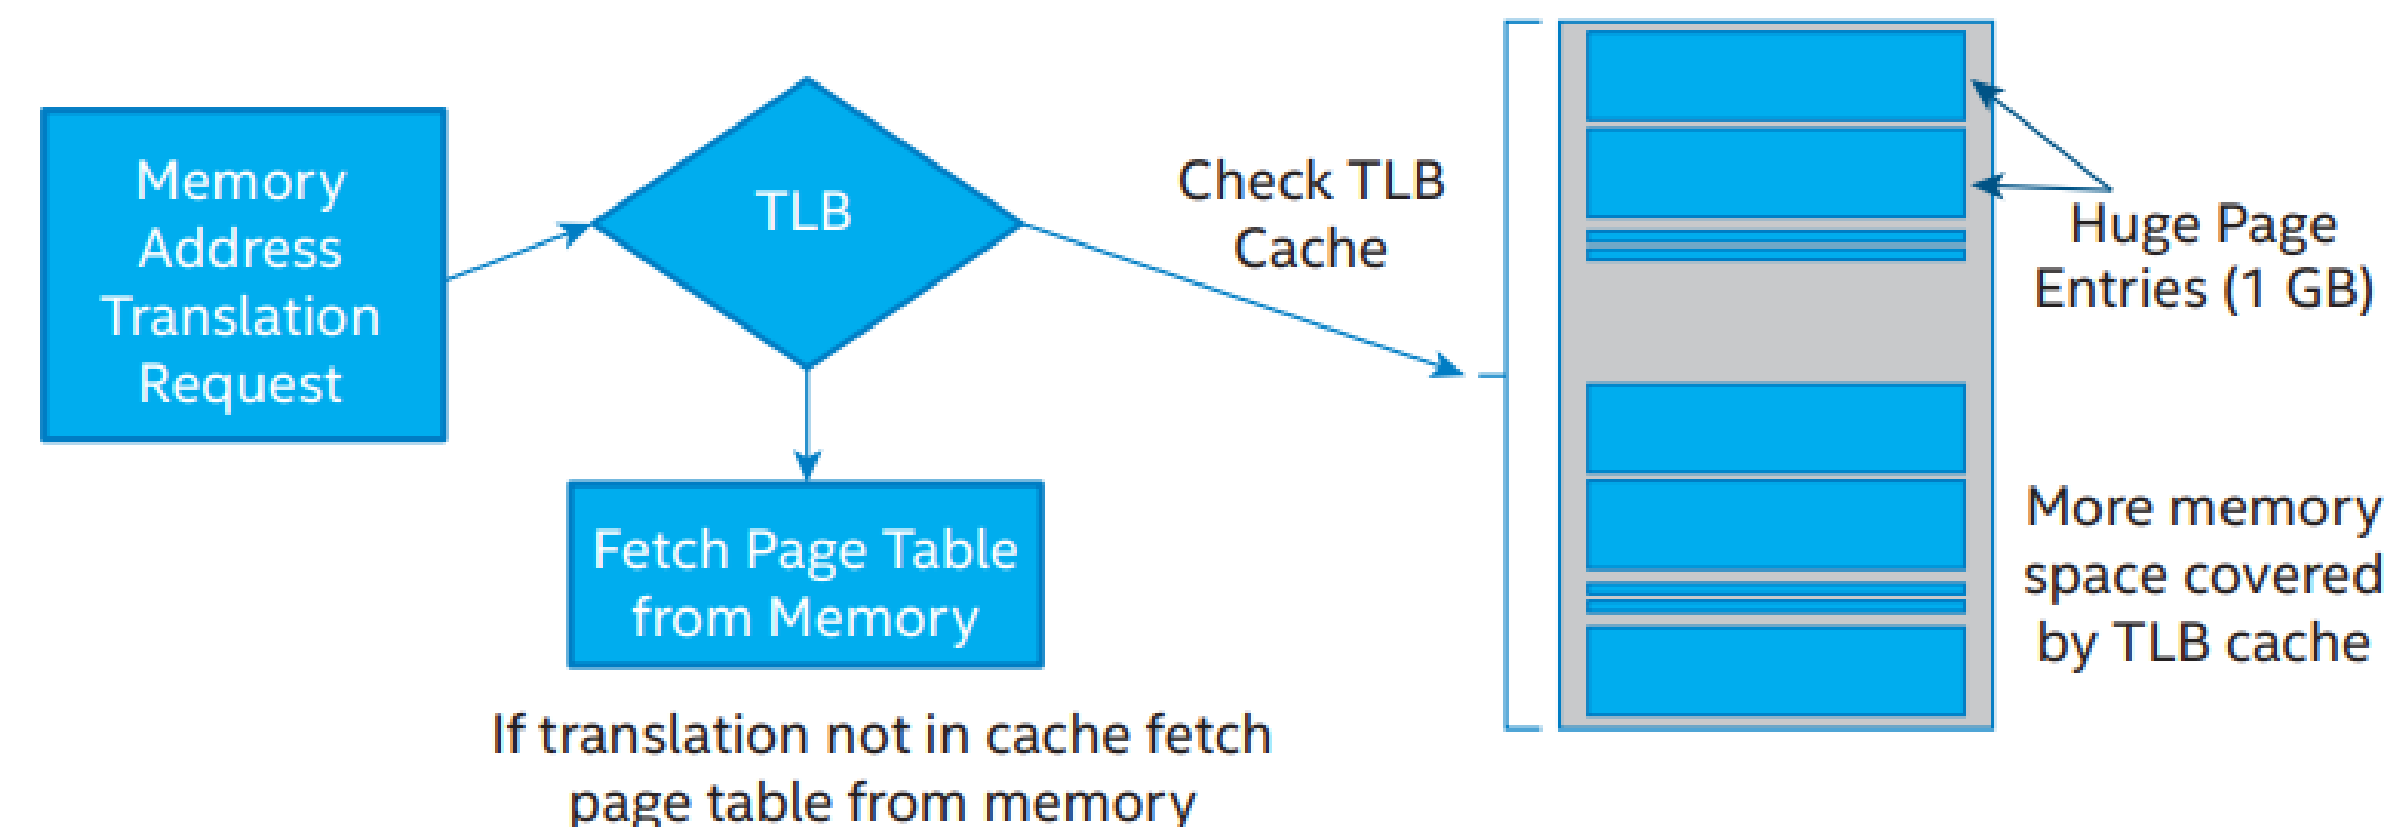 Memory
Address
Translation
Request
TLB
Check TLB
Cache
Huge Page
Entries (1 GB)
Fetch Page Table
from Memory
More memory
space covered
by TLB cache
If translation not in cache fetch
page table from memory